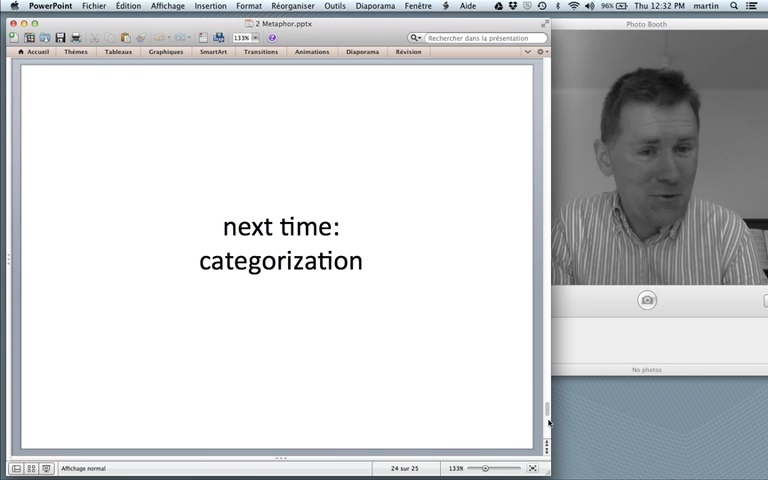 PowerPoint Fichier Édition Affichage Insertion Format Réorganiser Outils Diaporama Fenêtre Aide 96% Thu 12:32 PM martin
2 Metaphor.pptx
Photo Booth
133% Rechercher dans la présentation
Accueil Thèmes Tableaux Graphiques SmartArt Transitions Animations Diaporama Révision
next time:
categorization
No photos
Affichage normal 24 sur 25 133%